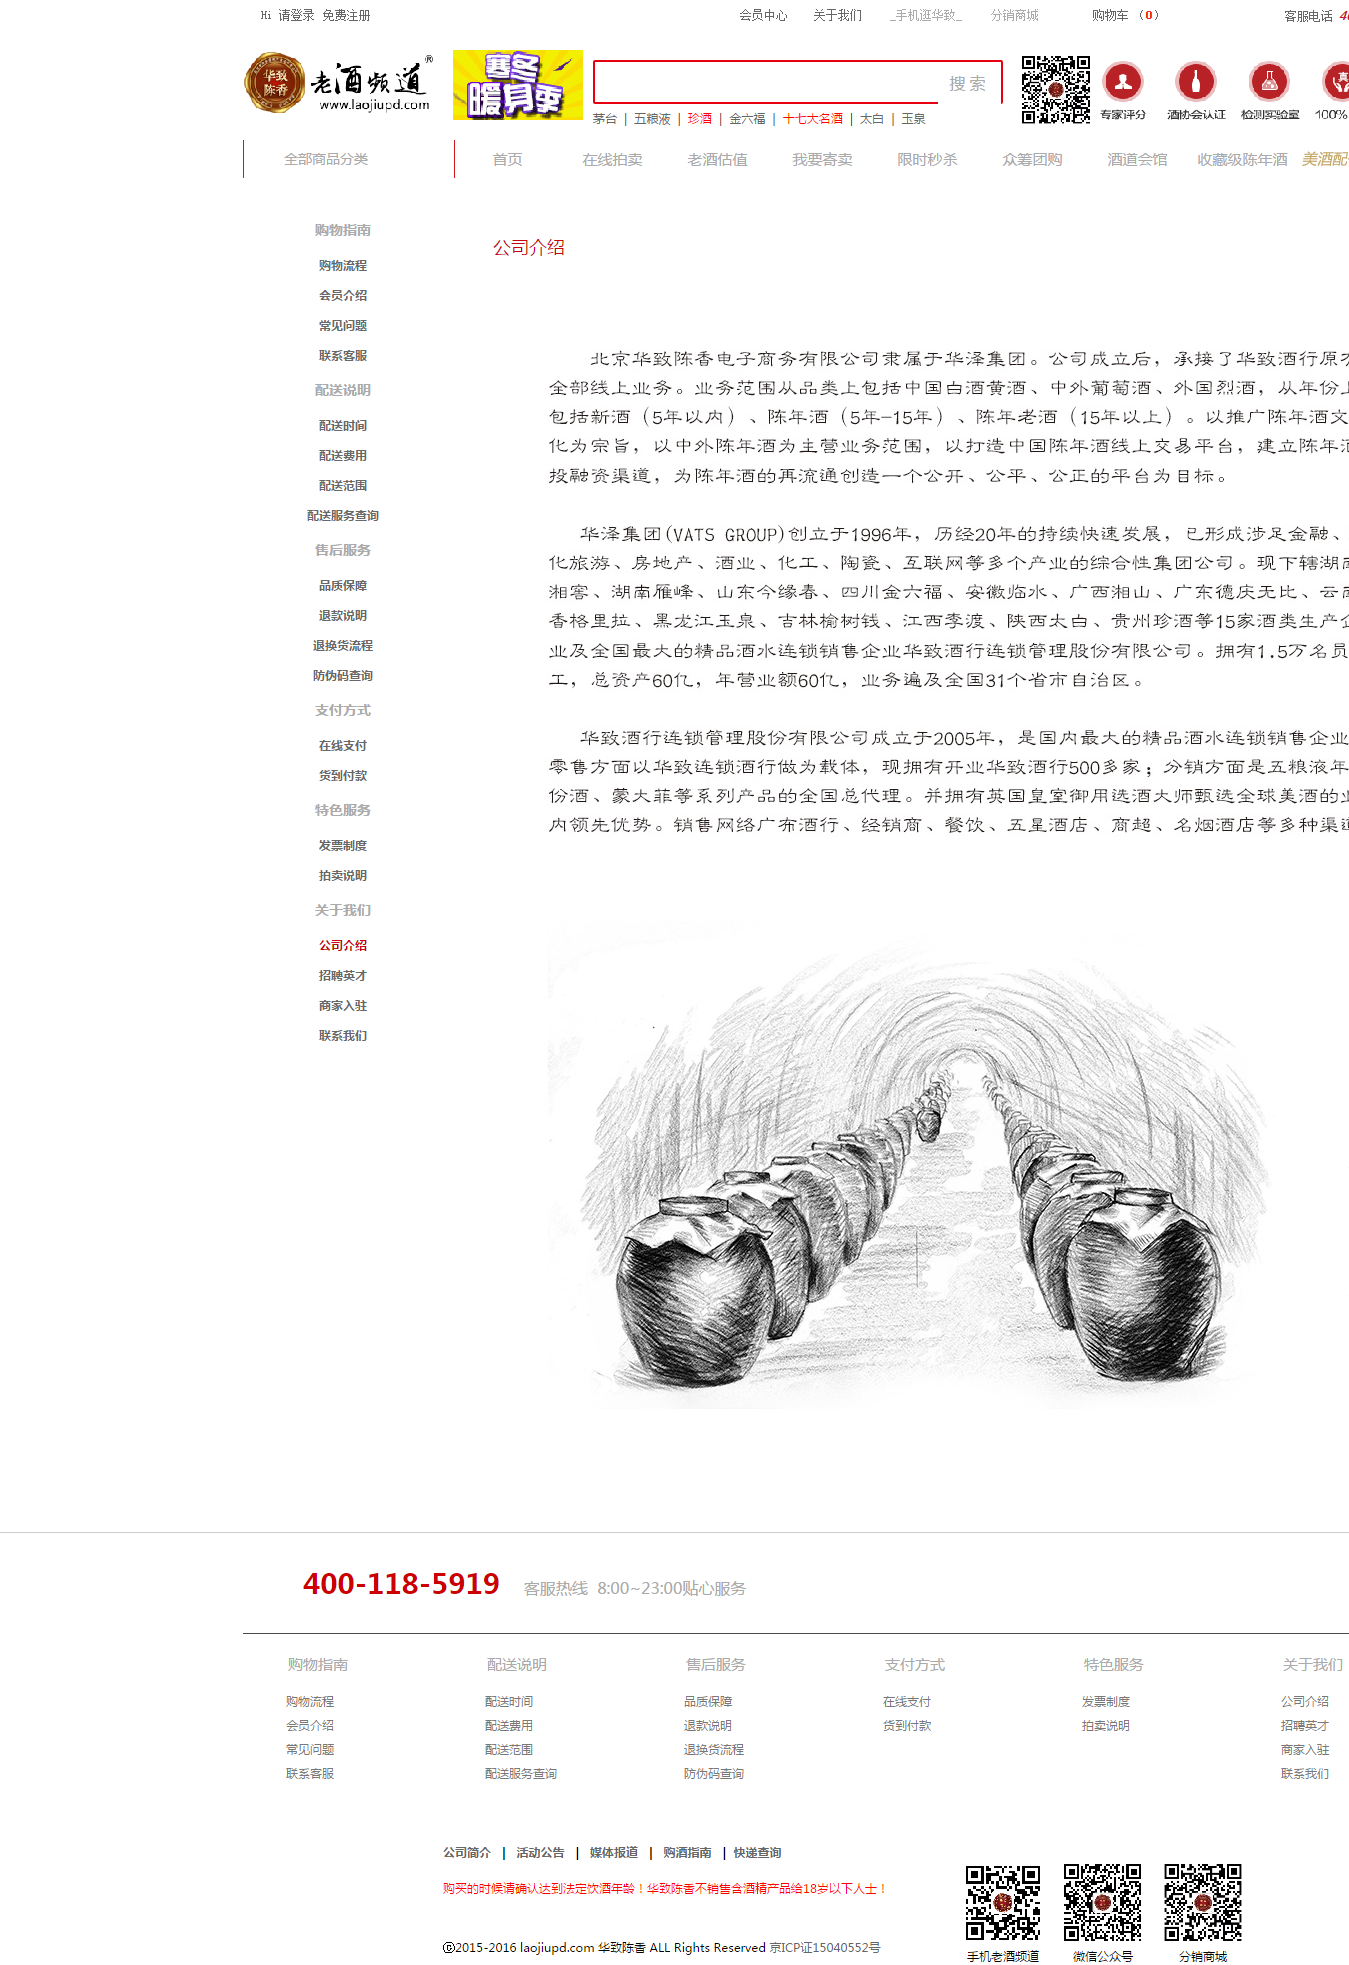 Hi 请登录 免费注册
会员中心 关于我们 _手机逛华致_ 分销商城 购物车 （0） 客服电话
华致陈香 老酒频道® www.laojiupd.com
寒冬暖身季
搜 索
专家评分 酒协会认证 检测实验室 100%
茅台 | 五粮液 | 珍酒 | 金六福 | 十七大名酒 | 太白 | 玉泉
全部商品分类 首页 在线拍卖 老酒估值 我要寄卖 限时秒杀 众筹团购 酒道会馆 收藏级陈年酒 美酒配
购物指南
购物流程
会员介绍
常见问题
联系客服
配送说明
配送时间
配送费用
配送范围
配送服务查询
售后服务
品质保障
退款说明
退换货流程
防伪码查询
支付方式
在线支付
货到付款
特色服务
发票制度
拍卖说明
关于我们
公司介绍
招聘英才
商家入驻
联系我们
公司介绍
北京华致陈香电子商务有限公司隶属于华泽集团。公司成立后，承接了华致酒行原有
全部线上业务。业务范围从品类上包括中国白酒黄酒、中外葡萄酒、外国烈酒，从年份上
包括新酒（5年以内）、陈年酒（5年-15年）、陈年老酒（15年以上）。以推广陈年酒文
化为宗旨，以中外陈年酒为主营业务范围，以打造中国陈年酒线上交易平台，建立陈年酒
投融资渠道，为陈年酒的再流通创造一个公开、公平、公正的平台为目标。
华泽集团(VATS GROUP)创立于1996年，历经20年的持续快速发展，已形成涉足金融、
化旅游、房地产、酒业、化工、陶瓷、互联网等多个产业的综合性集团公司。现下辖湖南
湘窖、湖南雁峰、山东今缘春、四川金六福、安徽临水、广西湘山、广东德庆无比、云南
香格里拉、黑龙江玉泉、吉林榆树钱、江西李渡、陕西太白、贵州珍酒等15家酒类生产企
业及全国最大的精品酒水连锁销售企业华致酒行连锁管理股份有限公司。拥有1.5万名员
工，总资产60亿，年营业额60亿，业务遍及全国31个省市自治区。
华致酒行连锁管理股份有限公司成立于2005年，是国内最大的精品酒水连锁销售企业
零售方面以华致连锁酒行做为载体，现拥有开业华致酒行500多家；分销方面是五粮液年
份酒、蒙大菲等系列产品的全国总代理。并拥有英国皇室御用选酒大师甄选全球美酒的业
内领先优势。销售网络广布酒行、经销商、餐饮、五星酒店、商超、名烟酒店等多种渠道
400-118-5919 客服热线 8:00~23:00贴心服务
购物指南 配送说明 售后服务 支付方式 特色服务 关于我们
购物流程 配送时间 品质保障 在线支付 发票制度 公司介绍
会员介绍 配送费用 退款说明 货到付款 拍卖说明 招聘英才
常见问题 配送范围 退换货流程 商家入驻
联系客服 配送服务查询 防伪码查询 联系我们
公司简介 | 活动公告 | 媒体报道 | 购酒指南 | 快递查询
购买的时候请确认达到法定饮酒年龄！华致陈香不销售含酒精产品给18岁以下人士！
©2015-2016 laojiupd.com 华致陈香 ALL Rights Reserved 京ICP证15040552号
手机老酒频道 微信公众号 分销商城